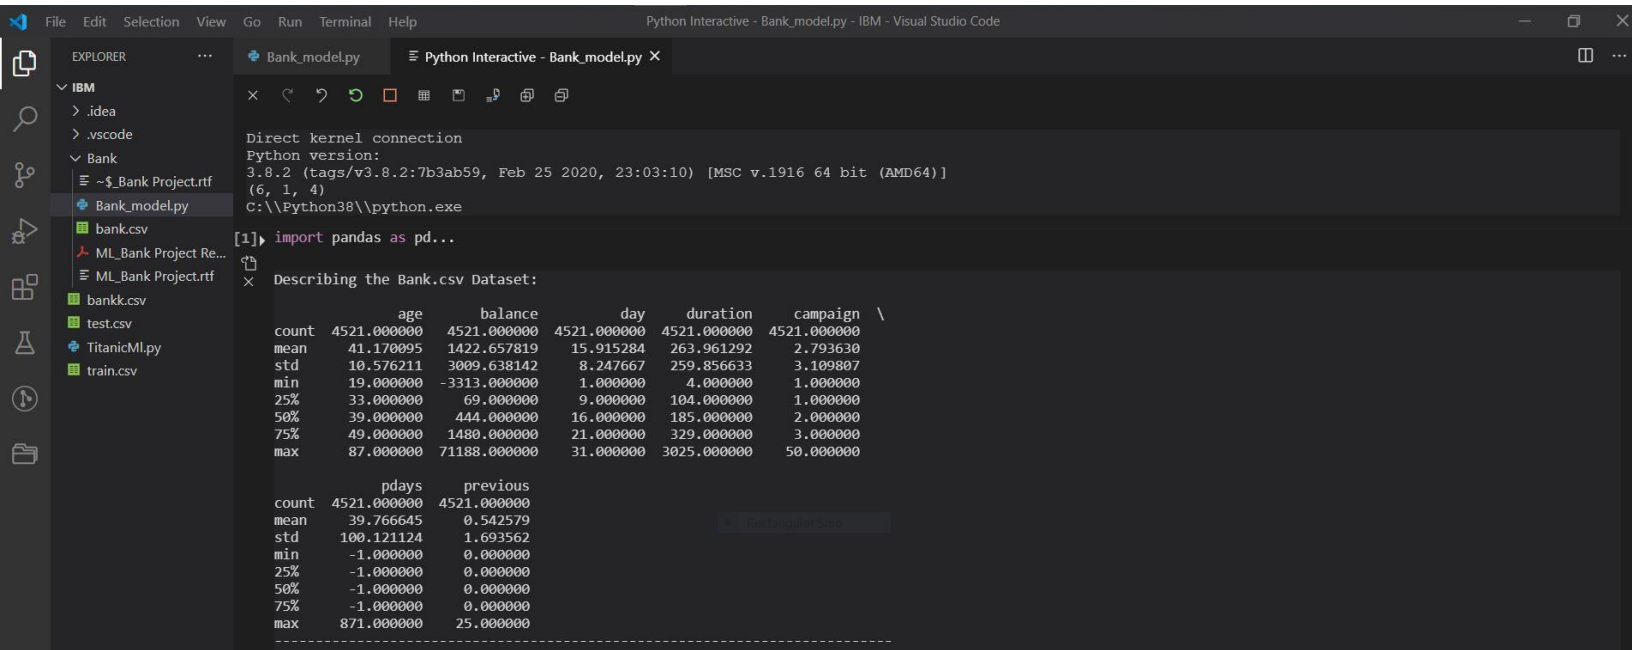 File Edit Selection View Go Run Terminal Help Python Interactive - Bank_model.py - IBM - Visual Studio Code
EXPLORER ...
Bank_model.py
Python Interactive - Bank_model.py
IBM
.idea
.vscode
Bank
~$_Bank Project.rtf
Bank_model.py
bank.csv
ML_Bank Project Re...
ML_Bank Project.rtf
bankk.csv
test.csv
TitanicMl.py
train.csv
Direct kernel connection
Python version:
3.8.2 (tags/v3.8.2:7b3ab59, Feb 25 2020, 23:03:10) [MSC v.1916 64 bit (AMD64)]
(6, 1, 4)
C:\\Python38\\python.exe
[1] import pandas as pd...
Describing the Bank.csv Dataset:
age balance day duration campaign \
count 4521.000000 4521.000000 4521.000000 4521.000000 4521.000000
mean 41.170095 1422.657819 15.915284 263.961292 2.793630
std 10.576211 3009.638142 8.247667 259.856633 3.109807
min 19.000000 -3313.000000 1.000000 4.000000 1.000000
25% 33.000000 69.000000 9.000000 104.000000 1.000000
50% 39.000000 444.000000 16.000000 185.000000 2.000000
75% 49.000000 1480.000000 21.000000 329.000000 3.000000
max 87.000000 71188.000000 31.000000 3025.000000 50.000000
pdays previous
count 4521.000000 4521.000000
mean 39.766645 0.542579
std 100.121124 1.693562
min -1.000000 0.000000
25% -1.000000 0.000000
50% -1.000000 0.000000
75% -1.000000 0.000000
max 871.000000 25.000000
--------------------------------------------------------------------------